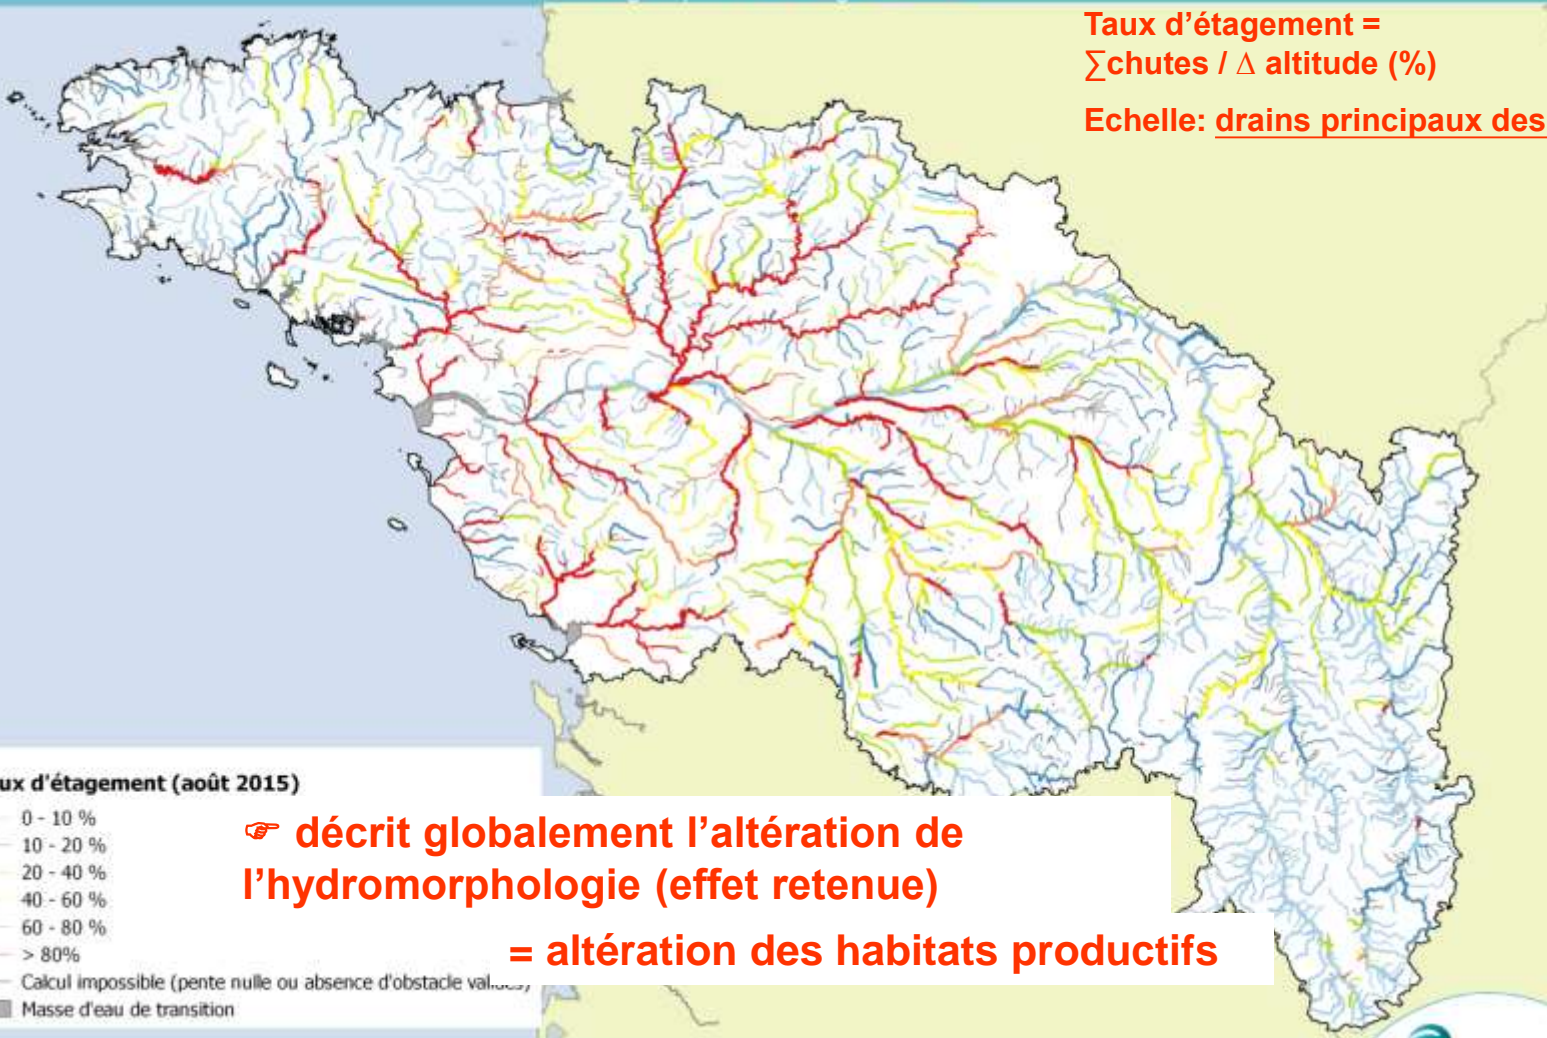 Taux d'étagement =
∑chutes / Δ altitude (%)
Echelle: drains principaux des
ux d'étagement (août 2015)
0 - 10 %
10 - 20 %
20 - 40 %
40 - 60 %
60 - 80 %
> 80%
Calcul impossible (pente nulle ou absence d'obstacle
Masse d'eau de transition
☞ décrit globalement l'altération de
l'hydromorphologie (effet retenue)
= altération des habitats productifs